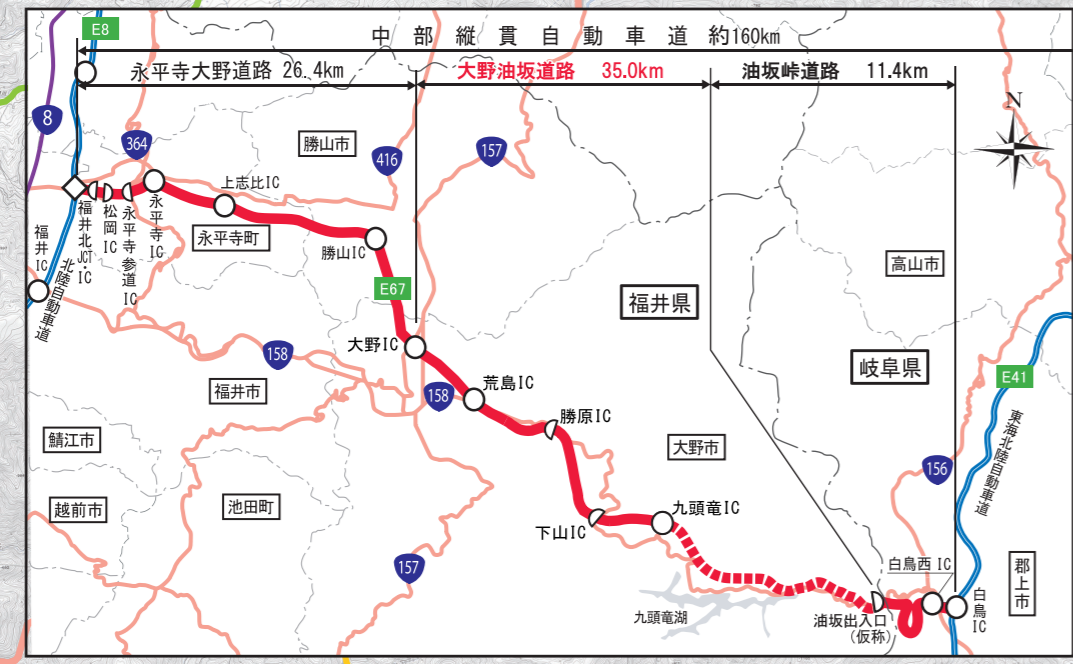 E8
中部縦貫自動車道 約160km
永平寺大野道路 26.4km
大野油坂道路 35.0km
油坂峠道路 11.4km
N
8
364
勝山市
416
157
上志比IC
福井北JCT・IC
松岡IC
永平寺参道IC
永平寺IC
永平寺町
勝山IC
福井IC
北陸自動車道
E67
高山市
福井県
大野IC
岐阜県
E41
158
158
荒島IC
福井市
勝原IC
東海北陸自動車道
鯖江市
大野市
156
越前市
池田町
九頭竜IC
下山IC
157
白鳥西 IC
郡上市
九頭竜湖
油坂出入口
(仮称)
白鳥IC